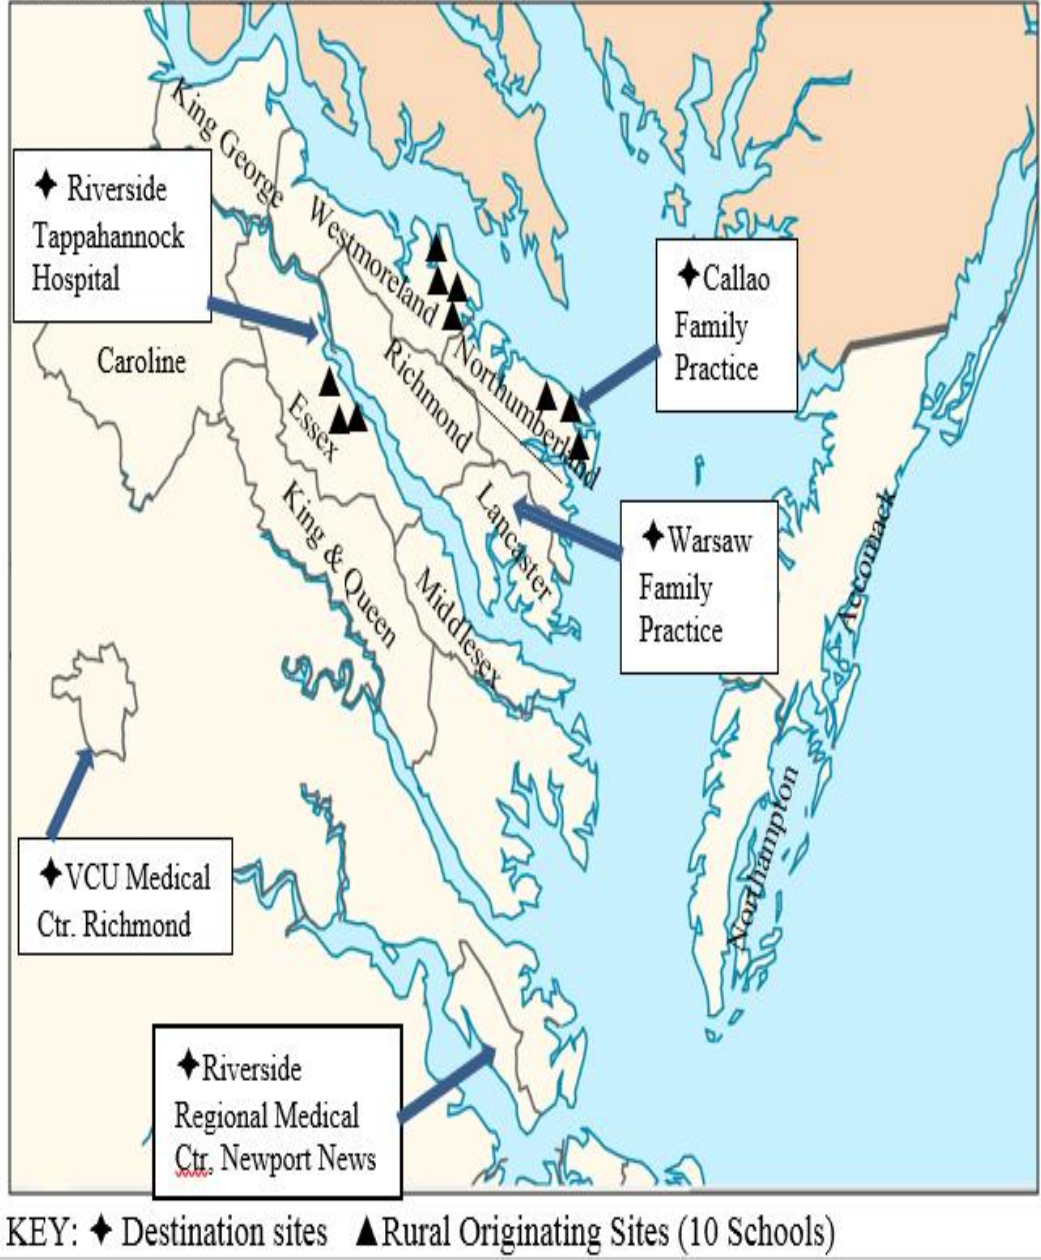 King George
✦ Riverside
Tappahannock
Hospital
Westmoreland
✦Callao
Family
Practice
Caroline
Richmond
Northumberland
Essex
Lancaster
✦Warsaw
Family
Practice
King & Queen
Middlesex
Accomack
Northampton
✦VCU Medical
Ctr. Richmond
✦Riverside
Regional Medical
Ctr, Newport News
KEY: ✦ Destination sites ▲Rural Originating Sites (10 Schools)